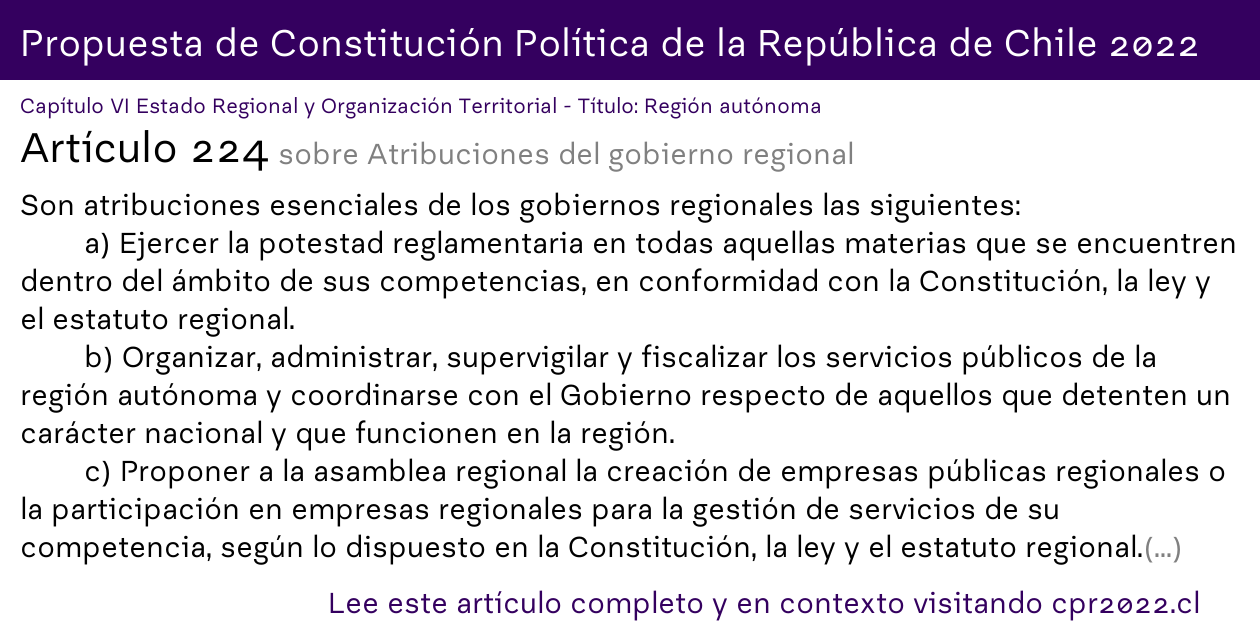 Propuesta de Constitución Política de la República de Chile 2022
Capítulo VI Estado Regional y Organización Territorial - Título: Región autónoma
Artículo 224 sobre Atribuciones del gobierno regional
Son atribuciones esenciales de los gobiernos regionales las siguientes:
a) Ejercer la potestad reglamentaria en todas aquellas materias que se encuentren
dentro del ámbito de sus competencias, en conformidad con la Constitución, la ley y
el estatuto regional.
b) Organizar, administrar, supervigilar y fiscalizar los servicios públicos de la
región autónoma y coordinarse con el Gobierno respecto de aquellos que detenten un
carácter nacional y que funcionen en la región.
c) Proponer a la asamblea regional la creación de empresas públicas regionales o
la participación en empresas regionales para la gestión de servicios de su
competencia, según lo dispuesto en la Constitución, la ley y el estatuto regional.(...)
Lee este artículo completo y en contexto visitando cpr2022.cl